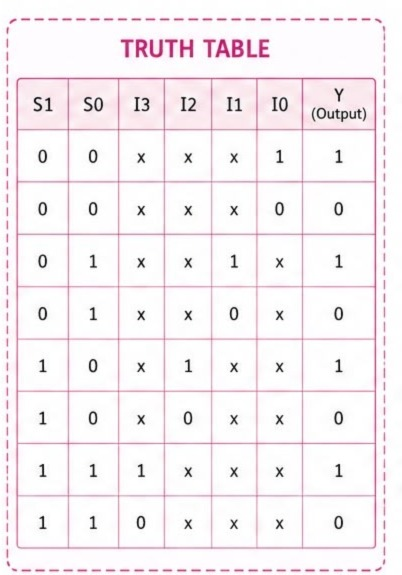 TRUTH TABLE
S1 S0 I3 I2 I1 I0 Y (Output)
0 0 x x x 1 1
0 0 x x x 0 0
0 1 x x 1 x 1
0 1 x x 0 x 0
1 0 x 1 x x 1
1 0 x 0 x x 0
1 1 1 x x x 1
1 1 0 x x x 0